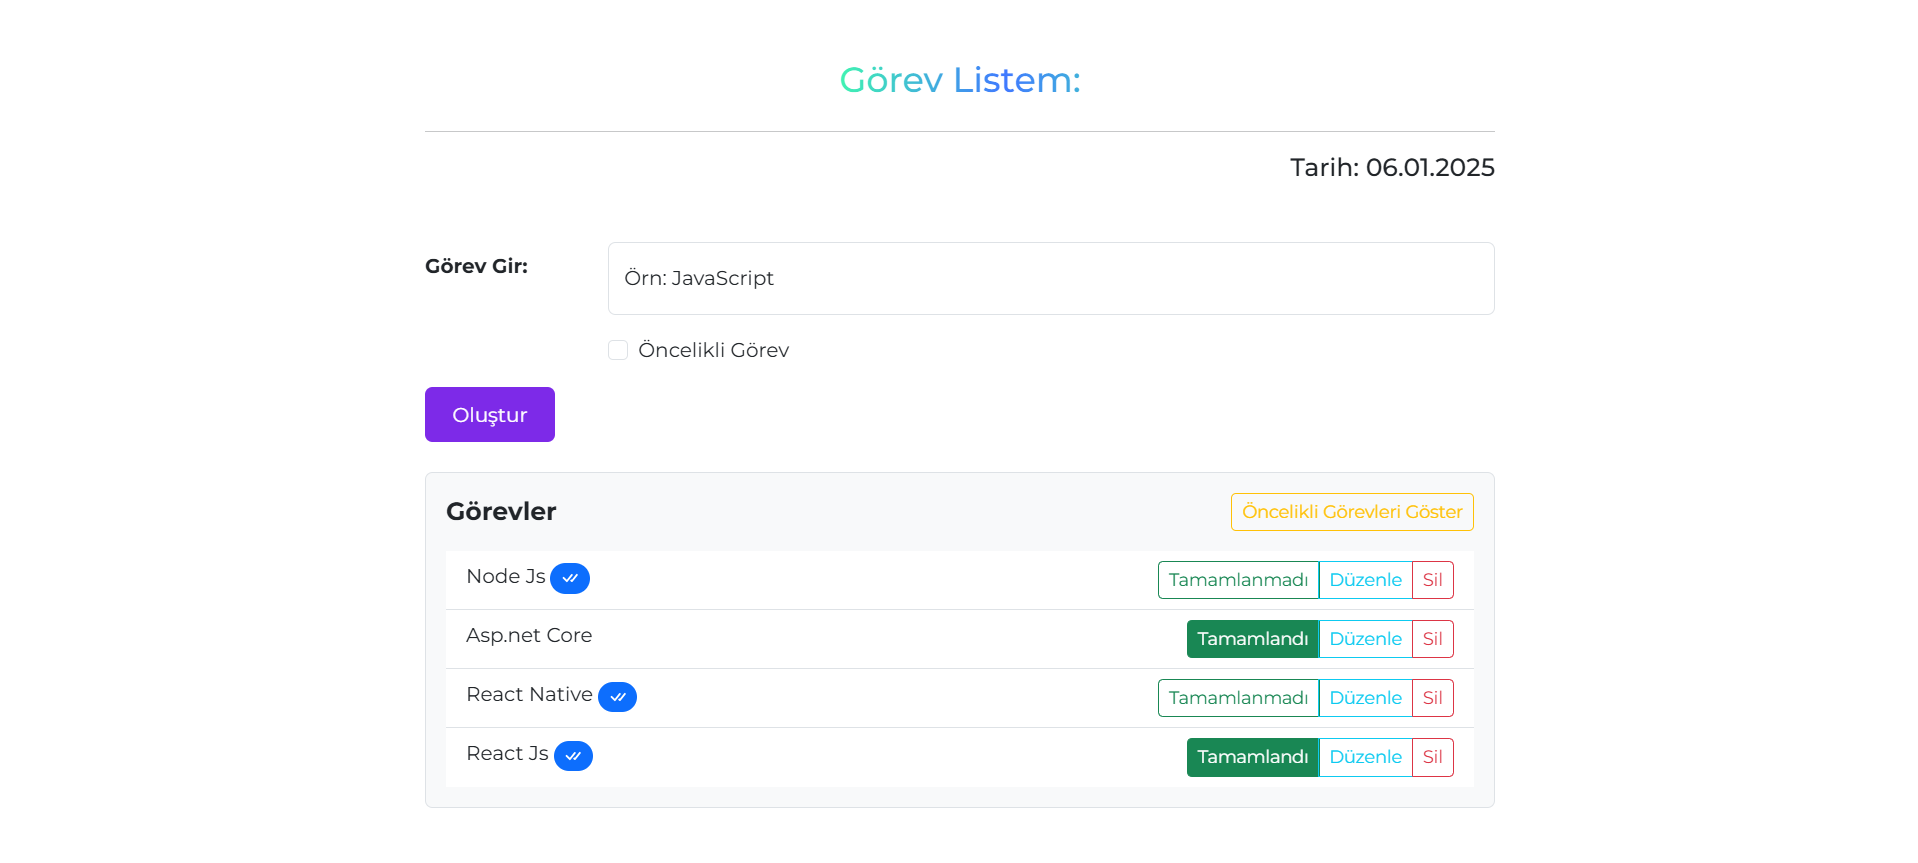 Görev Listem:
Tarih: 06.01.2025
Görev Gir:
Örn: JavaScript
Öncelikli Görev
Oluştur
Görevler Öncelikli Görevleri Göster
Node Js Tamamlanmadı Düzenle Sil
Asp.net Core Tamamlandı Düzenle Sil
React Native Tamamlanmadı Düzenle Sil
React Js Tamamlandı Düzenle Sil